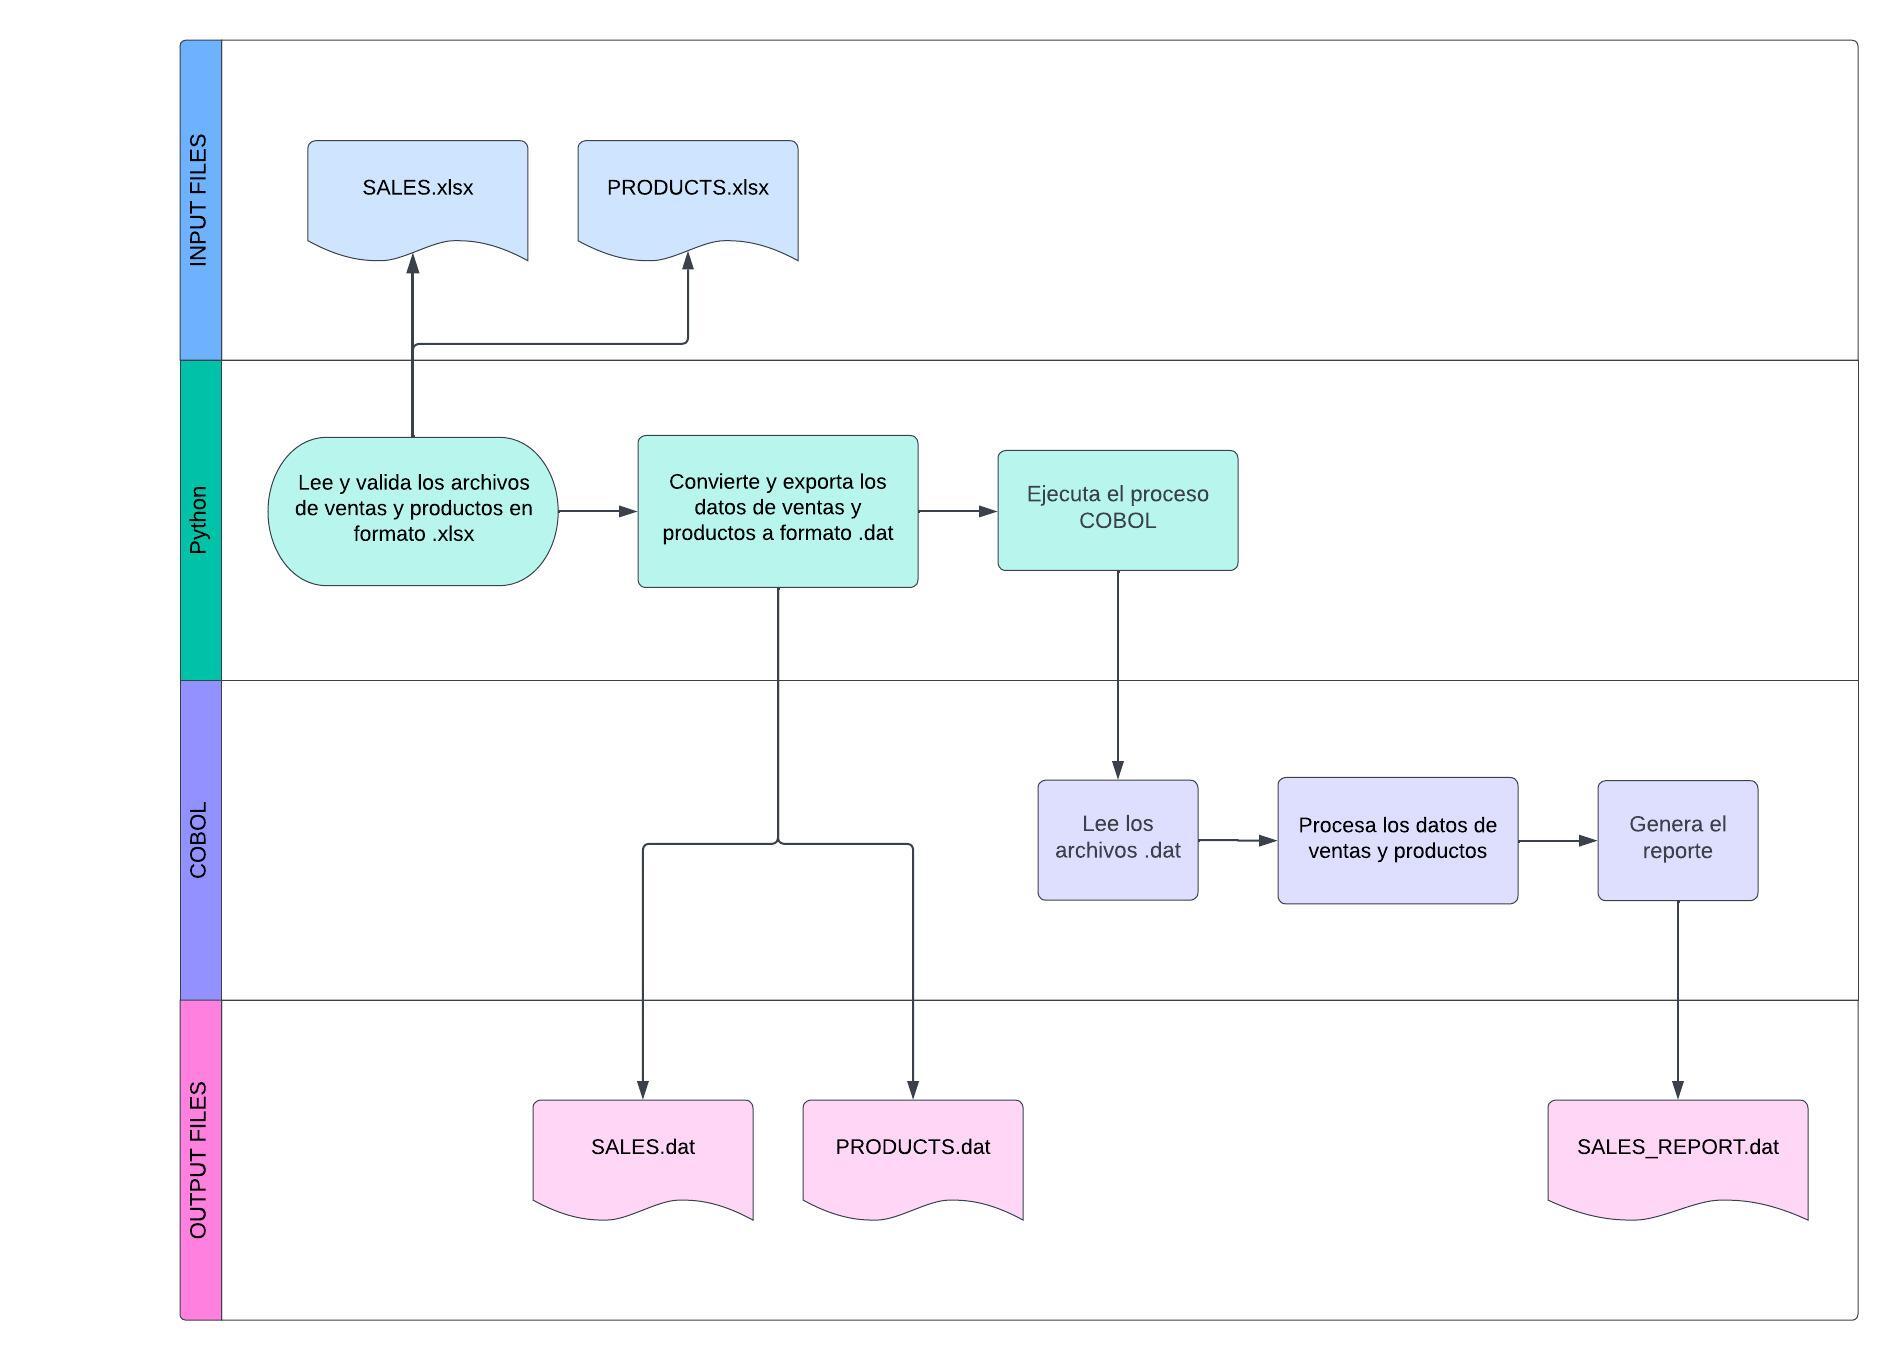 INPUT FILES
SALES.xlsx
PRODUCTS.xlsx
Python
Lee y valida los archivos
de ventas y productos en
formato .xlsx
Convierte y exporta los
datos de ventas y
productos a formato .dat
Ejecuta el proceso
COBOL
COBOL
Lee los
archivos .dat
Procesa los datos de
ventas y productos
Genera el
reporte
OUTPUT FILES
SALES.dat
PRODUCTS.dat
SALES_REPORT.dat